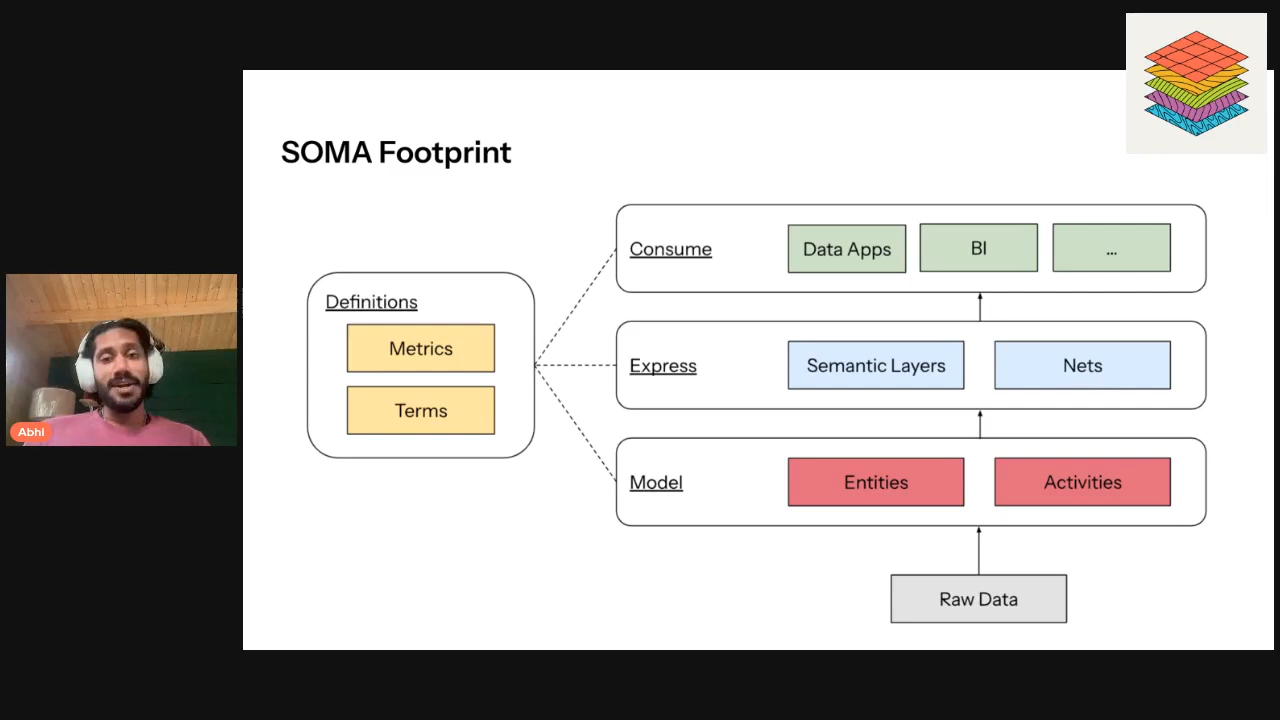 SOMA Footprint
Definitions
Metrics
Terms
Consume
Data Apps
BI
...
Express
Semantic Layers
Nets
Model
Entities
Activities
Raw Data
Abhi